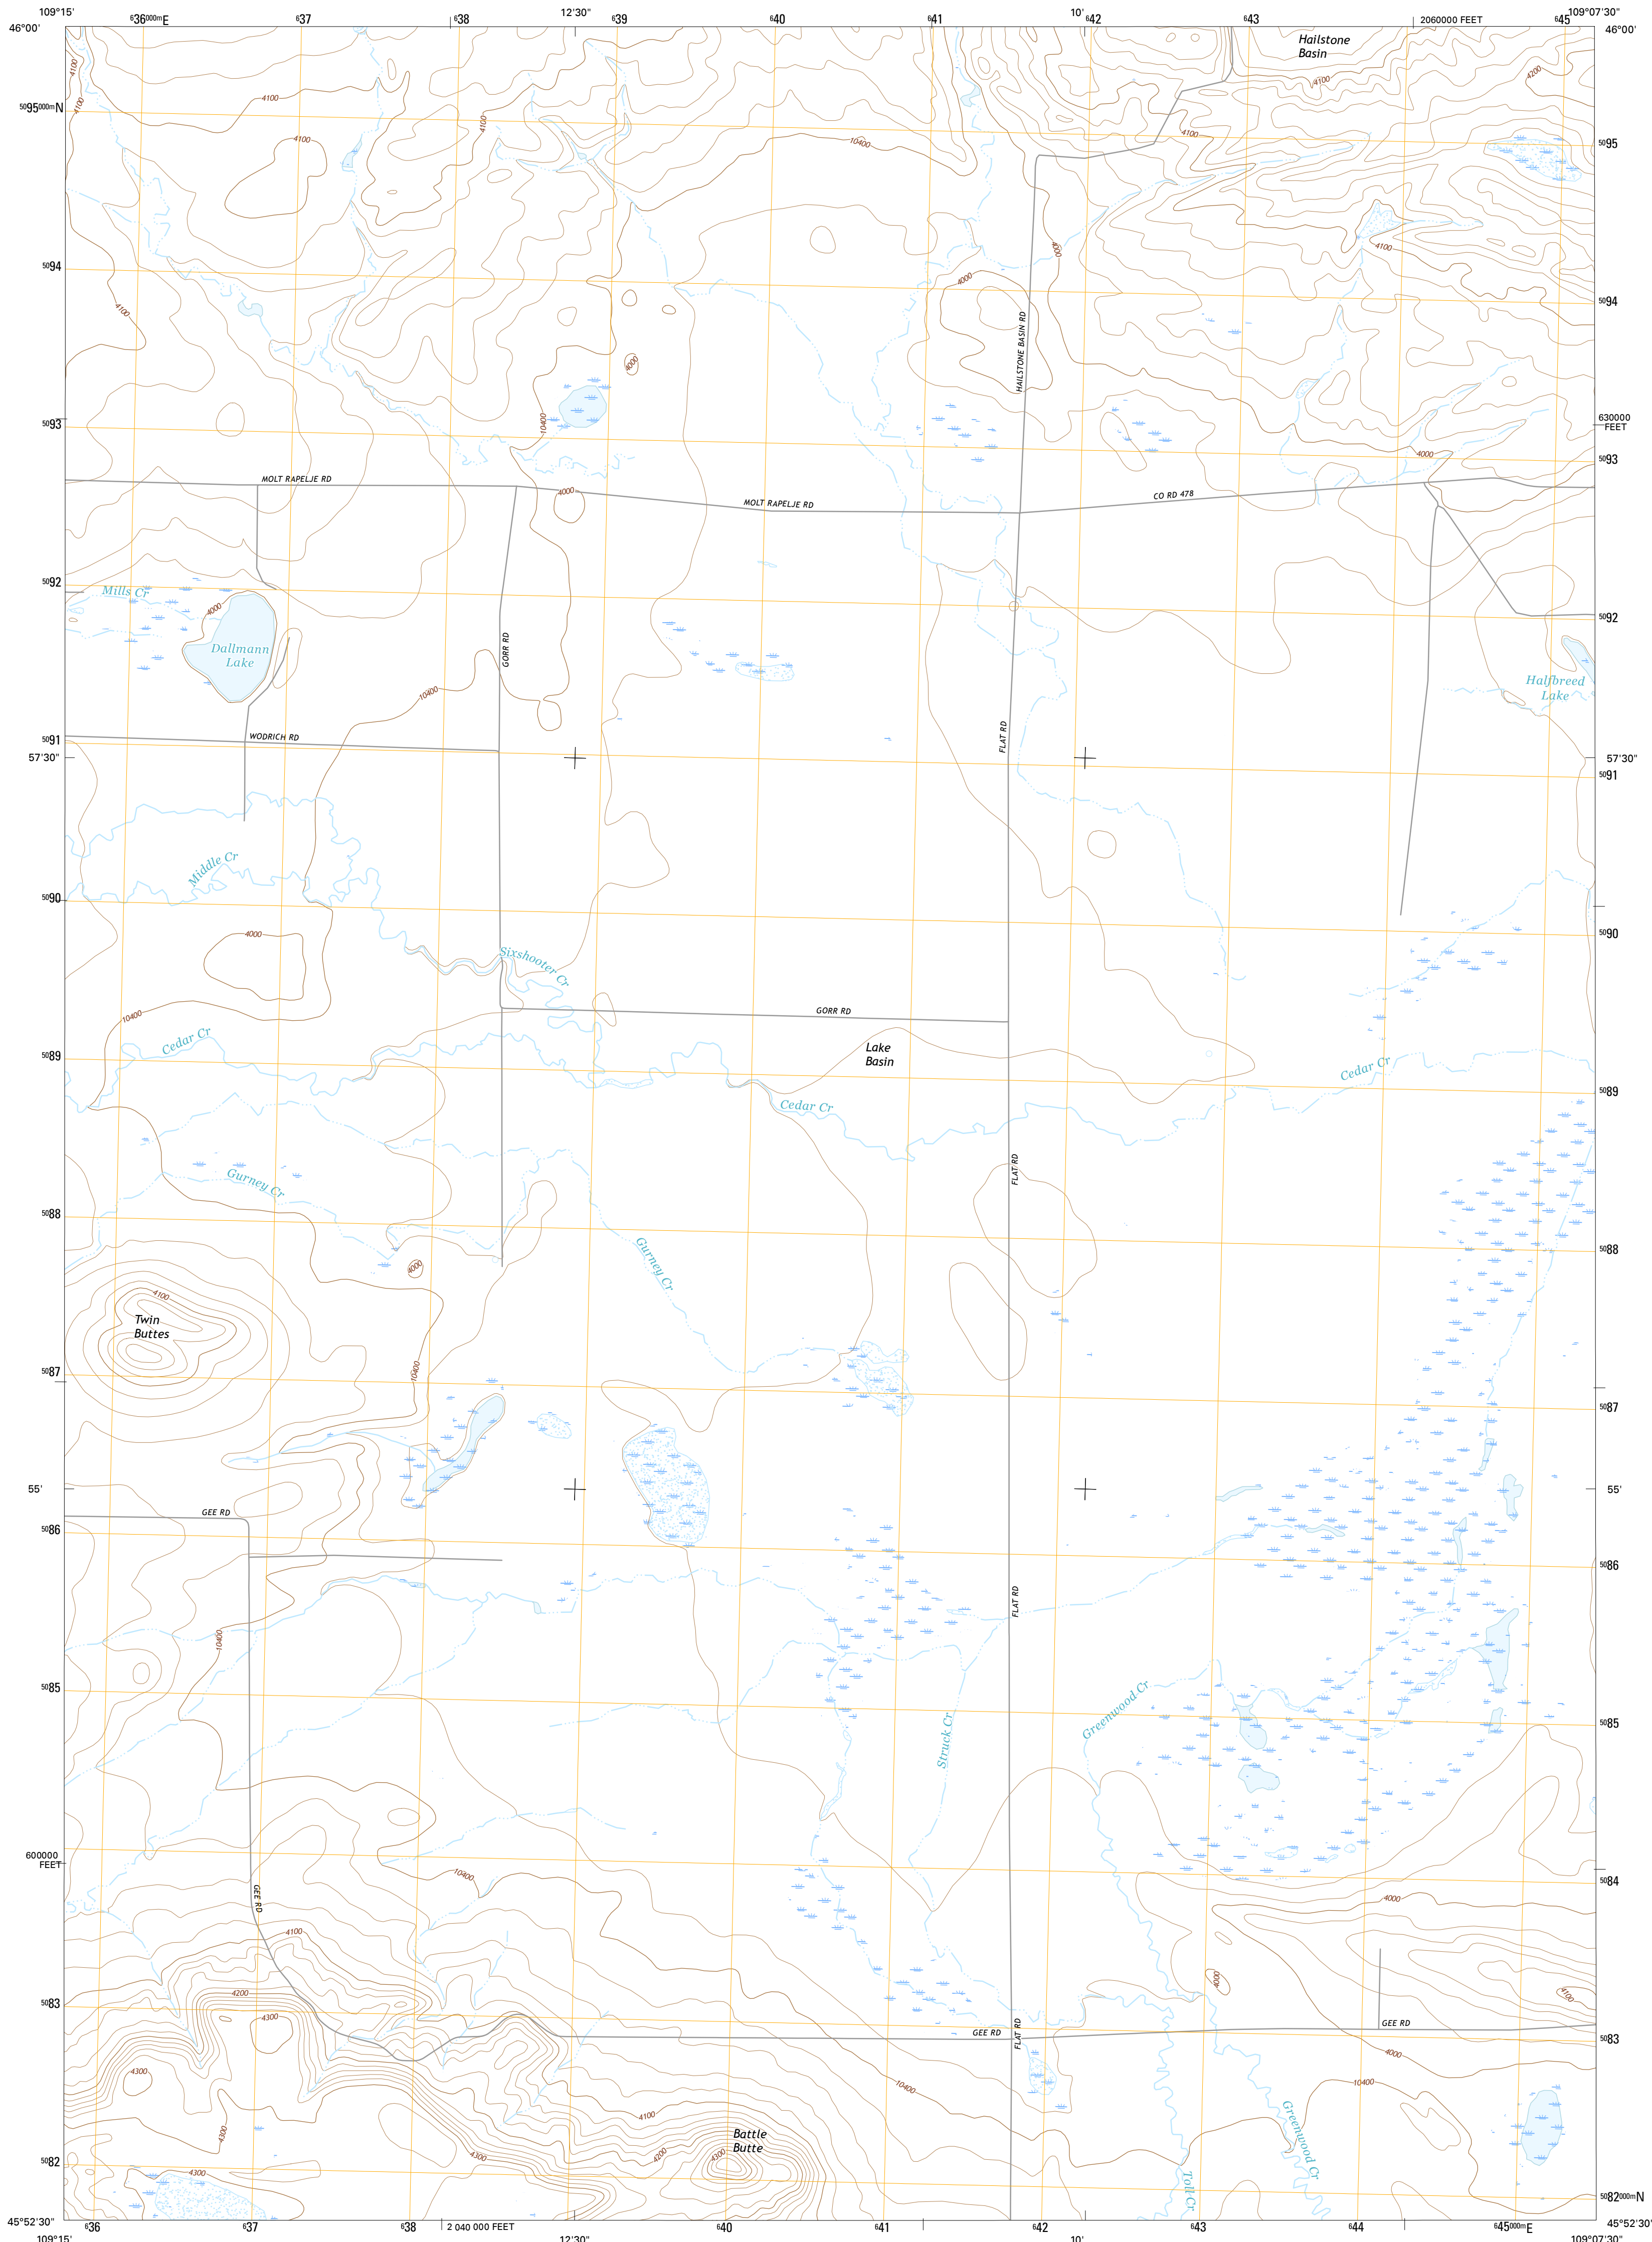 109°15'
636000mE
637
638
12'30"
639
640
641
10'
642
643
2060000 FEET
645
109°07'30"
46°00'
46°00'
Hailstone
Basin
4100
4100
4100
4200
4100
5095000mN
4100
4100
4100
10400
5095
4100
5094
4000
4000
5094
4100
HAILSTONE BASIN RD
4000
10400
630000
FEET
5093
4000
5093
MOLT RAPELJE RD
4000
MOLT RAPELJE RD
CO RD 478
5092
Mills Cr
4000
5092
Dallmann
Lake
GORR RD
10400
Halfbreed
Lake
FLAT RD
5091
WODRICH RD
57'30"
57'30"
5091
Middle Cr
5090
4000
5090
Sixshooter Cr
10400
GORR RD
Cedar Cr
Lake
Basin
5089
Cedar Cr
5089
Cedar Cr
FLAT RD
Gurney Cr
5088
Gurney Cr
5088
4000
4100
Twin
Buttes
5087
10400
5087
55'
55'
GEE RD
5086
5086
FLAT RD
10400
5085
Greenwood Cr
5085
Struck Cr
600000
FEET
10400
5084
GEE RD
4000
4100
4000
4200
4100
5083
4300
GEE RD
FLAT RD
GEE RD
5083
4000
4300
10400
10400
4100
4300
Battle
Butte
Greenwood Cr
4300
4200
4300
5082
4300
Toll Cr
5082000mN
45°52'30"
45°52'30"
636
637
638
2 040 000 FEET
640
641
642
643
644
645000mE
109°15'
12'30"
10'
109°07'30"